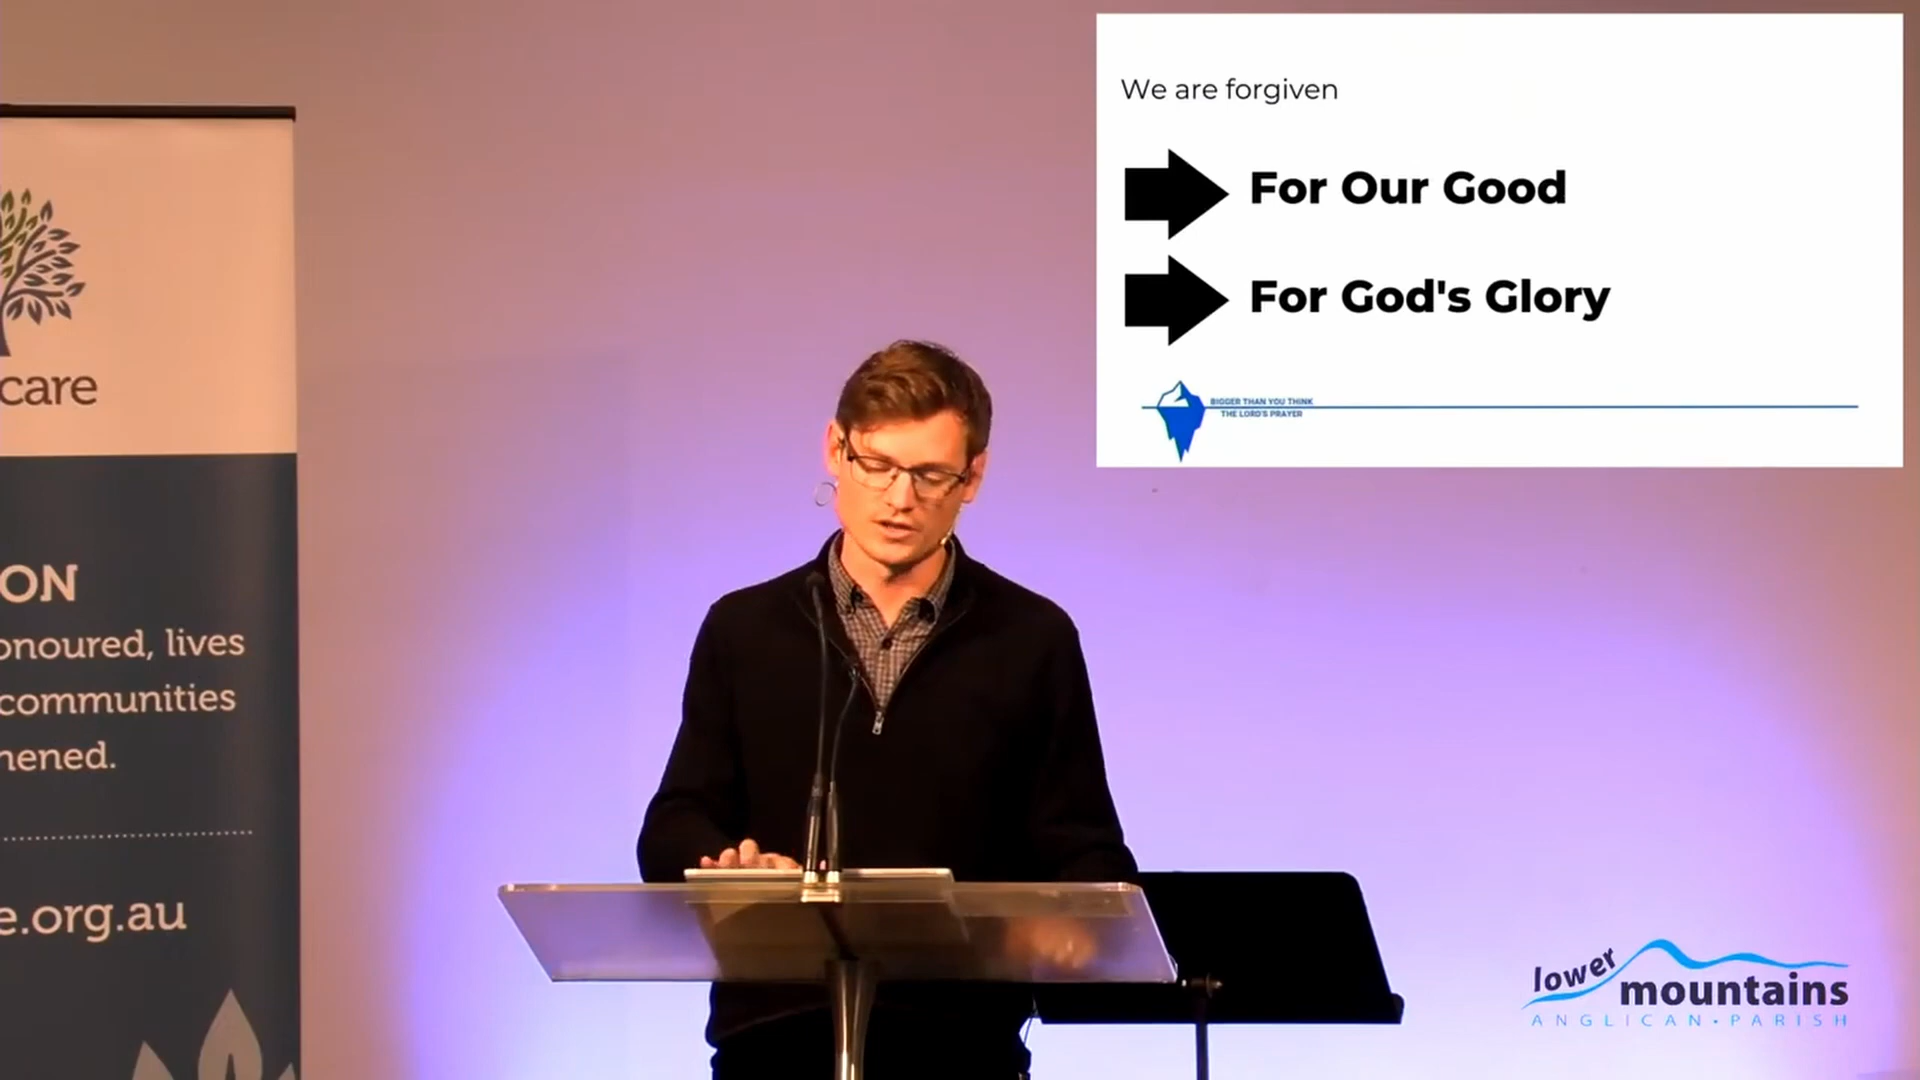 We are forgiven
For Our Good
For God's Glory
BIGGER THAN YOU THINK
THE LORD'S PRAYER
care
ON
onoured, lives
communities
hened.
e.org.au
lower
mountains
ANGLICAN • PARISH